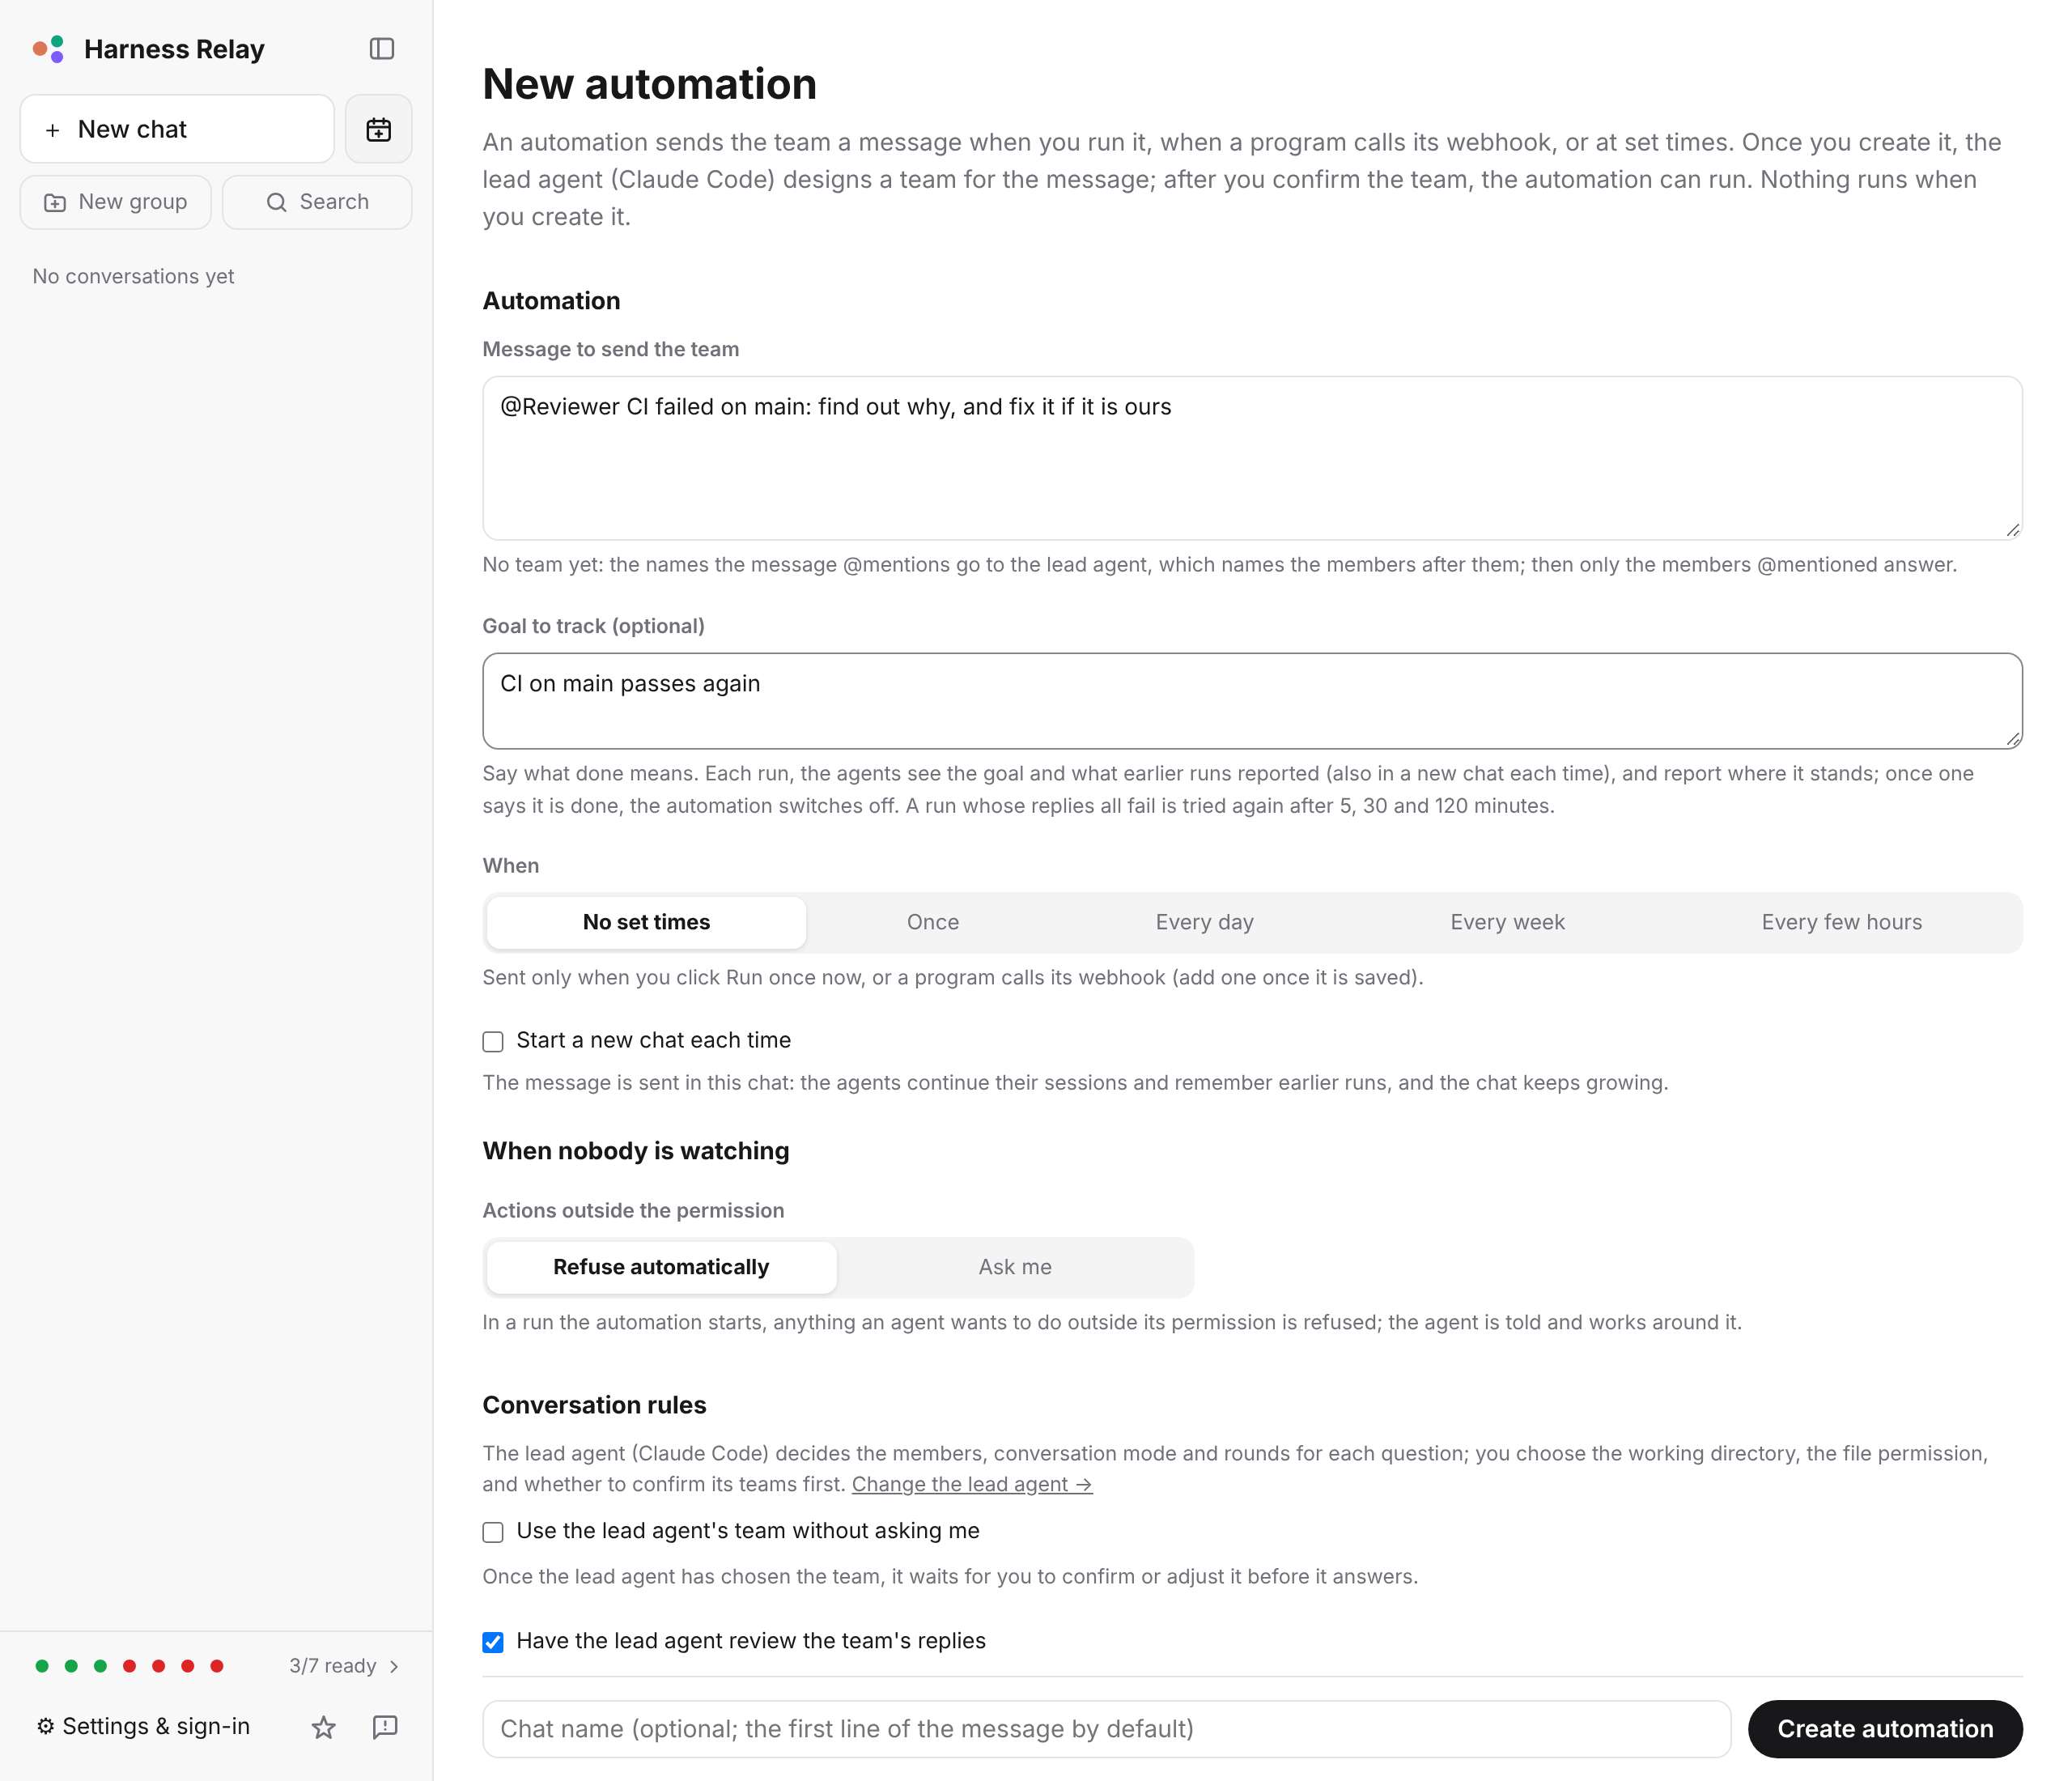 Harness Relay
+ New chat
New group
Search
No conversations yet
3/7 ready
Settings & sign-in
New automation
An automation sends the team a message when you run it, when a program calls its webhook, or at set times. Once you create it, the
lead agent (Claude Code) designs a team for the message; after you confirm the team, the automation can run. Nothing runs when
you create it.
Automation
Message to send the team
@Reviewer CI failed on main: find out why, and fix it if it is ours
No team yet: the names the message @mentions go to the lead agent, which names the members after them; then only the members @mentioned answer.
Goal to track (optional)
CI on main passes again
Say what done means. Each run, the agents see the goal and what earlier runs reported (also in a new chat each time), and report where it stands; once one
says it is done, the automation switches off. A run whose replies all fail is tried again after 5, 30 and 120 minutes.
When
No set times
Once
Every day
Every week
Every few hours
Sent only when you click Run once now, or a program calls its webhook (add one once it is saved).
Start a new chat each time
The message is sent in this chat: the agents continue their sessions and remember earlier runs, and the chat keeps growing.
When nobody is watching
Actions outside the permission
Refuse automatically
Ask me
In a run the automation starts, anything an agent wants to do outside its permission is refused; the agent is told and works around it.
Conversation rules
The lead agent (Claude Code) decides the members, conversation mode and rounds for each question; you choose the working directory, the file permission,
and whether to confirm its teams first. Change the lead agent →
Use the lead agent's team without asking me
Once the lead agent has chosen the team, it waits for you to confirm or adjust it before it answers.
Have the lead agent review the team's replies
Chat name (optional; the first line of the message by default)
Create automation